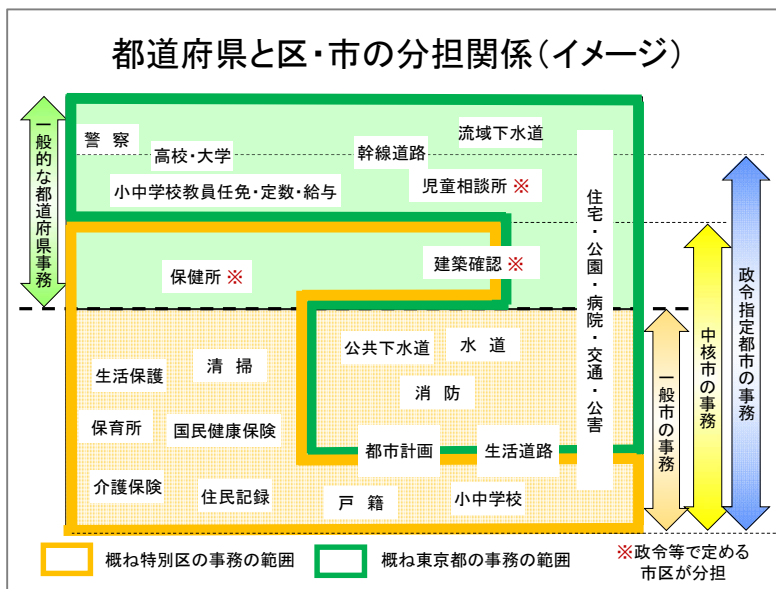 都道府県と区・市の分担関係(イメージ)
一般的な都道府県事務
警 察
高校・大学
幹線道路
流域下水道
小中学校教員任免・定数・給与
児童相談所 ※
住宅・公園・病院・交通・公害
保健所 ※
建築確認 ※
公共下水道
水 道
消 防
生活保護
清 掃
保育所
国民健康保険
都市計画
生活道路
介護保険
住民記録
戸 籍
小中学校
一般市の事務
中核市の事務
政令指定都市の事務
概ね特別区の事務の範囲
概ね東京都の事務の範囲
※政令等で定める
市区が分担